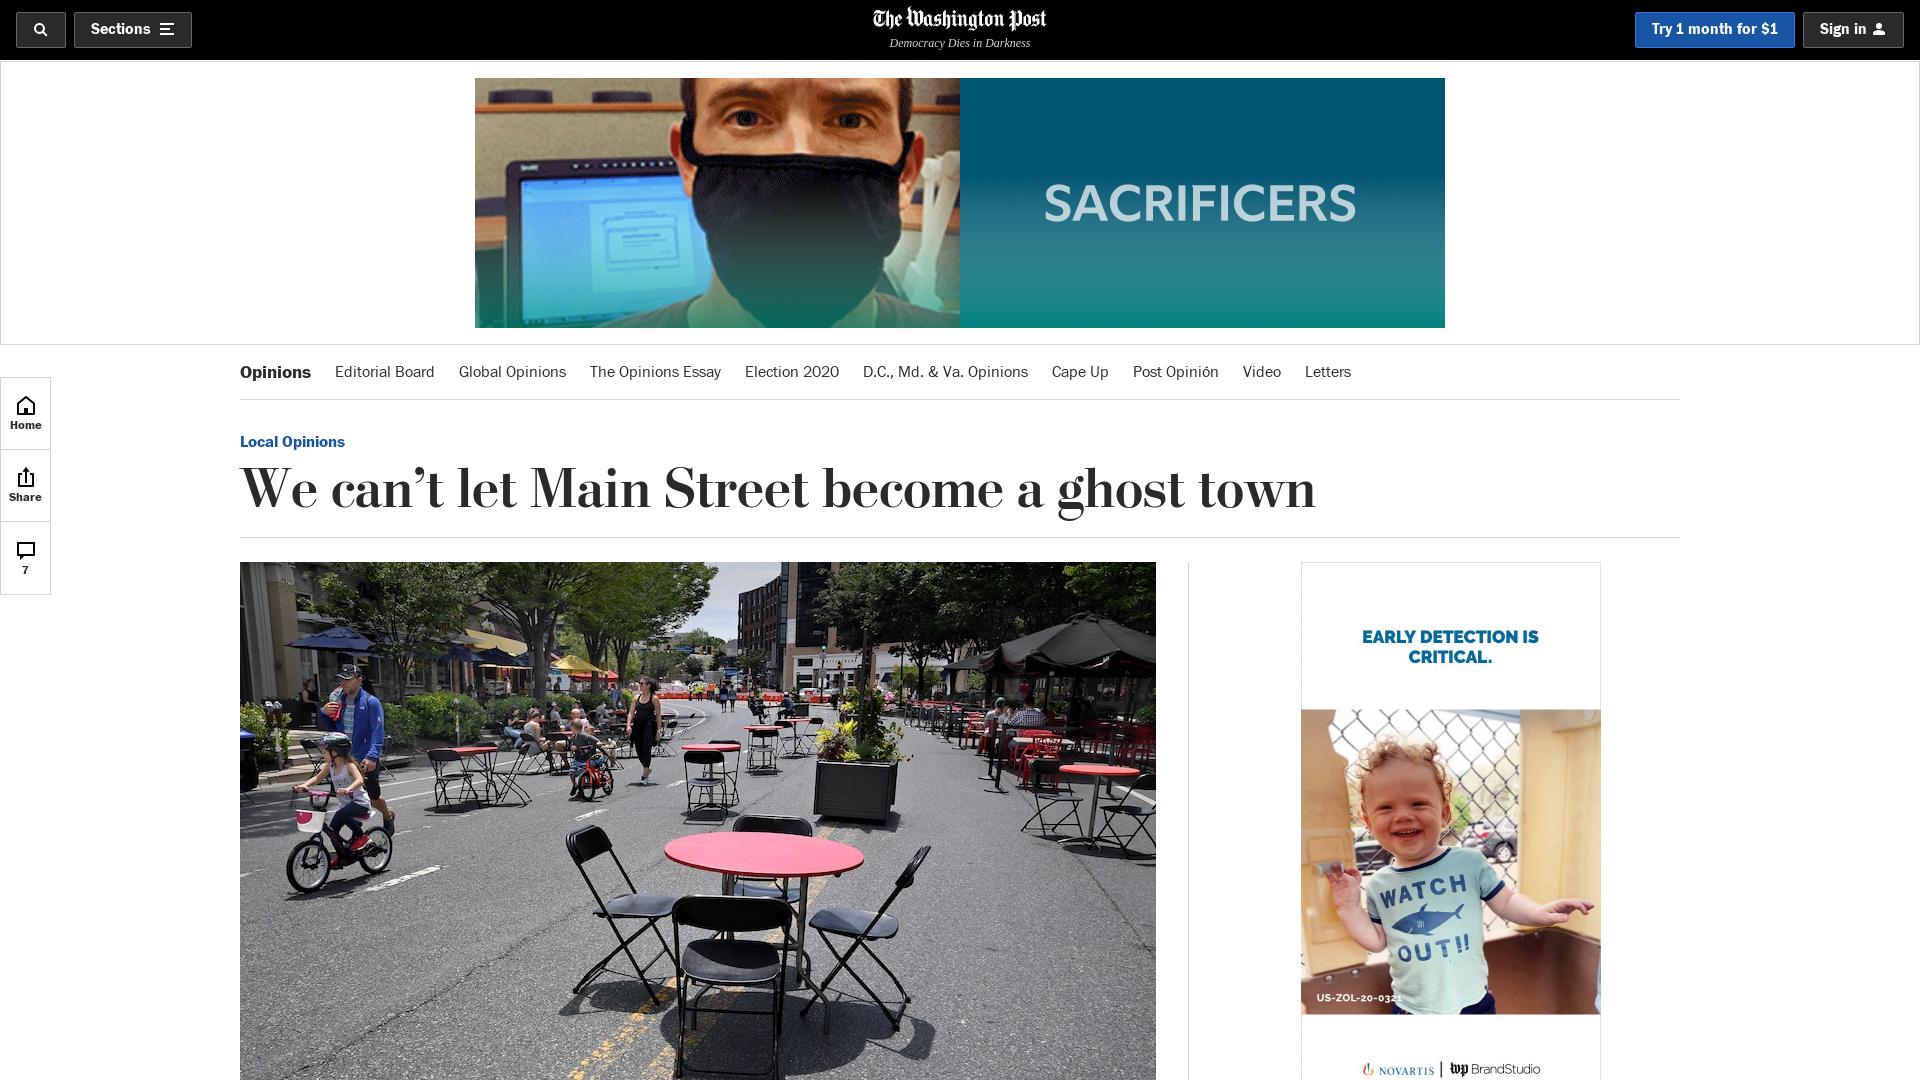 Sections
The Washington Post
Democracy Dies in Darkness
Try 1 month for $1
Sign in
SACRIFICERS
Opinions
Editorial Board
Global Opinions
The Opinions Essay
Election 2020
D.C., Md. & Va. Opinions
Cape Up
Post Opinión
Video
Letters
Home
Share
7
Local Opinions
We can’t let Main Street become a ghost town
EARLY DETECTION IS
CRITICAL.
WATCH
OUT!!
US-ZOL-20-0321
NOVARTIS | wp BrandStudio